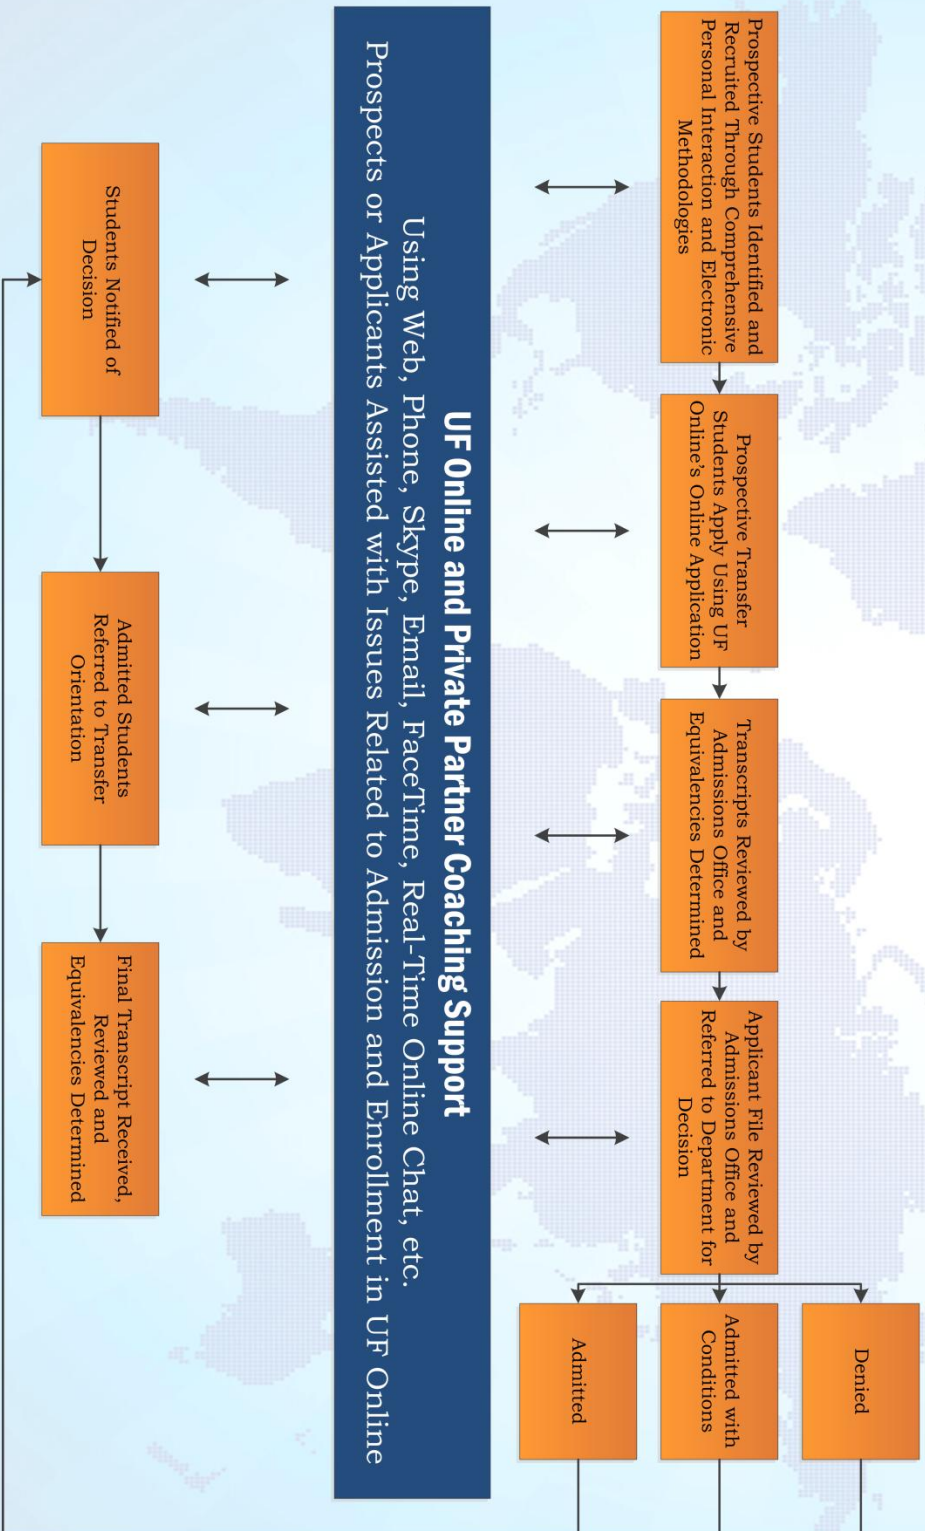 Prospective Students Identified and
Recruited Through Comprehensive
Personal Interaction and Electronic
Methodologies
Prospective Transfer
Students Apply Using UF
Online's Online Application
Transcripts Reviewed by
Admissions Office and
Equivalencies Determined
Applicant File Reviewed by
Admissions Office and
Referred to Department for
Decision
Denied
Admitted with
Conditions
Admitted
UF Online and Private Partner Coaching Support
Using Web, Phone, Skype, Email, FaceTime, Real-Time Online Chat, etc.
Prospects or Applicants Assisted with Issues Related to Admission and Enrollment in UF Online
Students Notified of
Decision
Admitted Students
Referred to Transfer
Orientation
Final Transcript Received,
Reviewed and
Equivalencies Determined